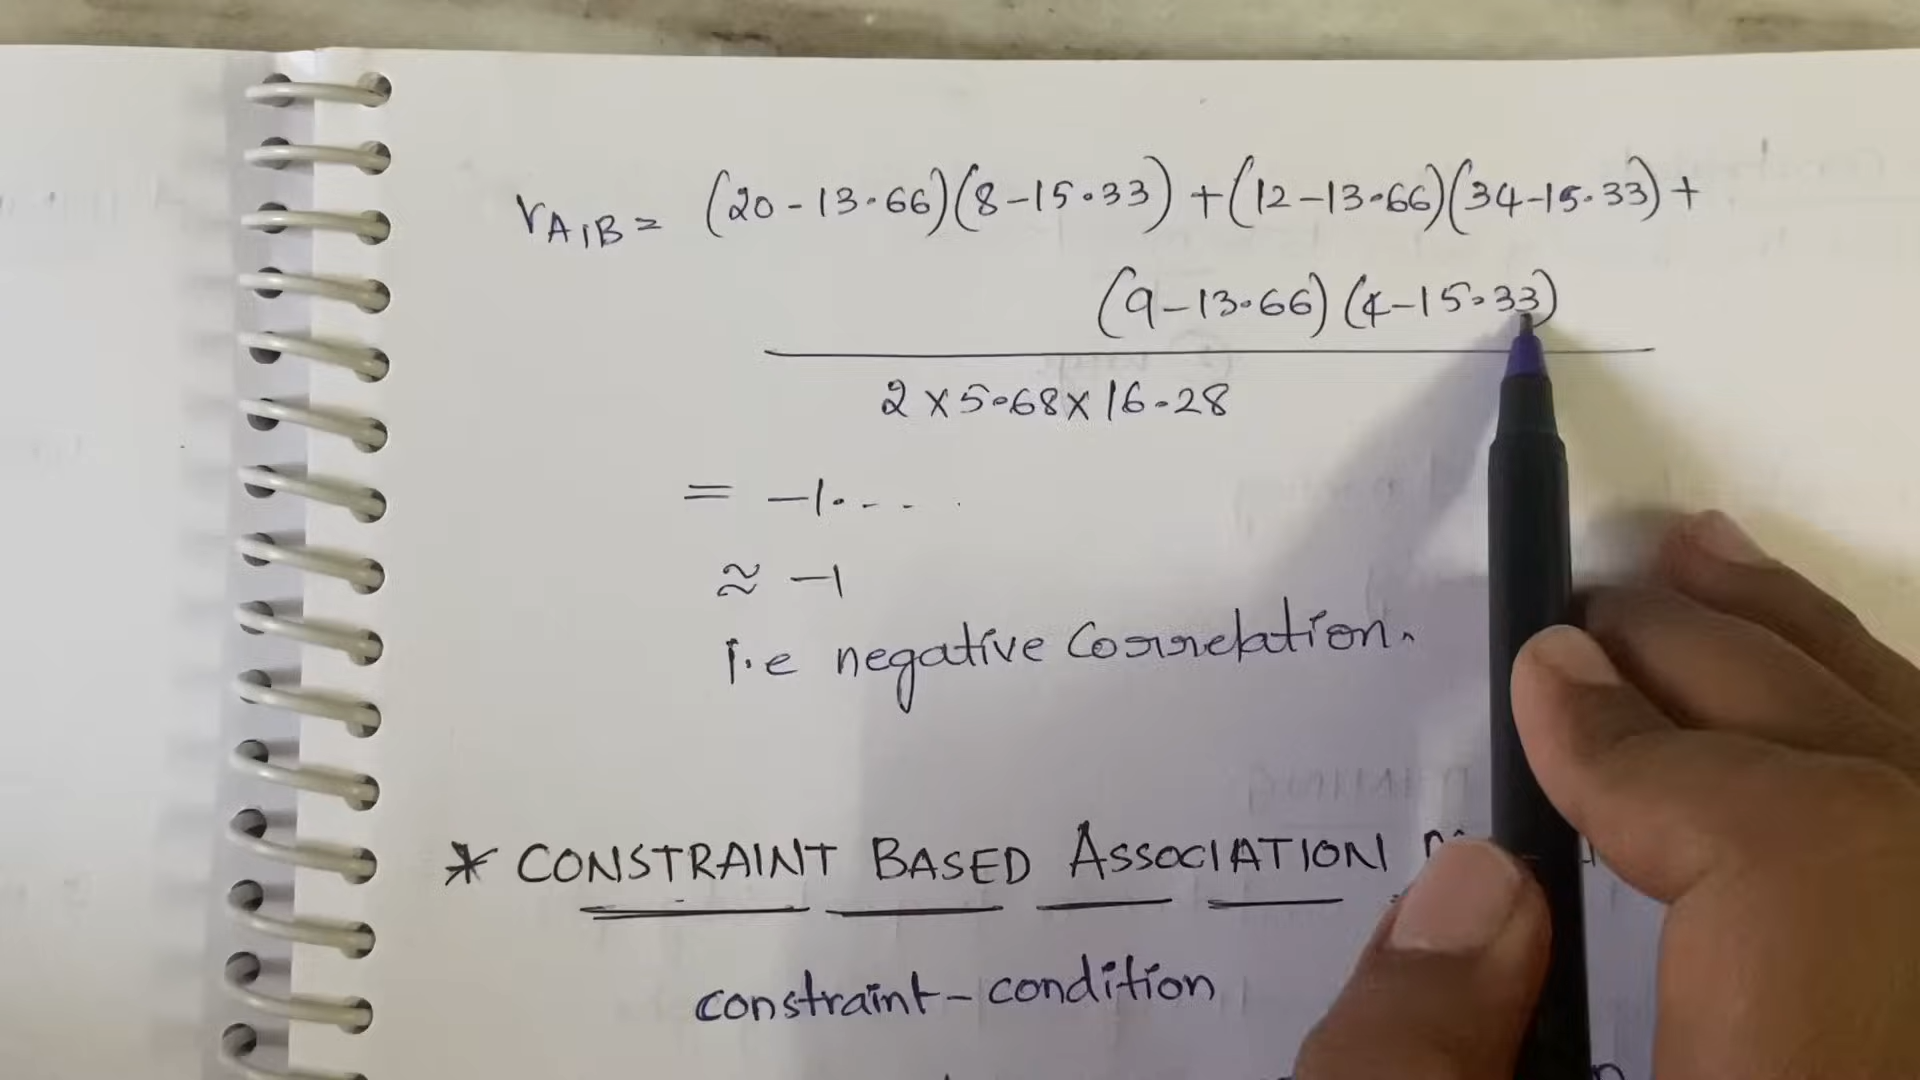 rA,B = (20-13.66)(8-15.33) + (12-13.66)(34-15.33) +
(9-13.66) (4-15.33)
2 x 5.68 x 16.28
= -1. - - .
≈ -1
i.e negative Correlation.
* CONSTRAINT BASED ASSOCIATION
constraint - condition